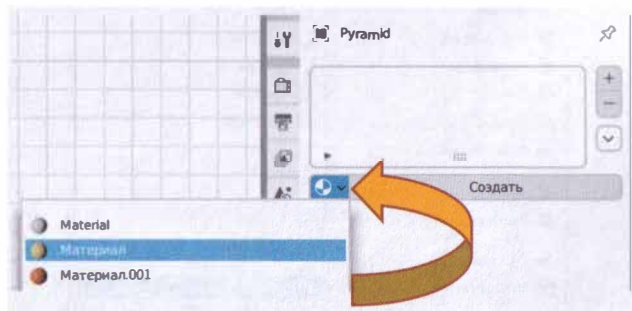 Pyramid
Создать
Material
Материал
Материал.001